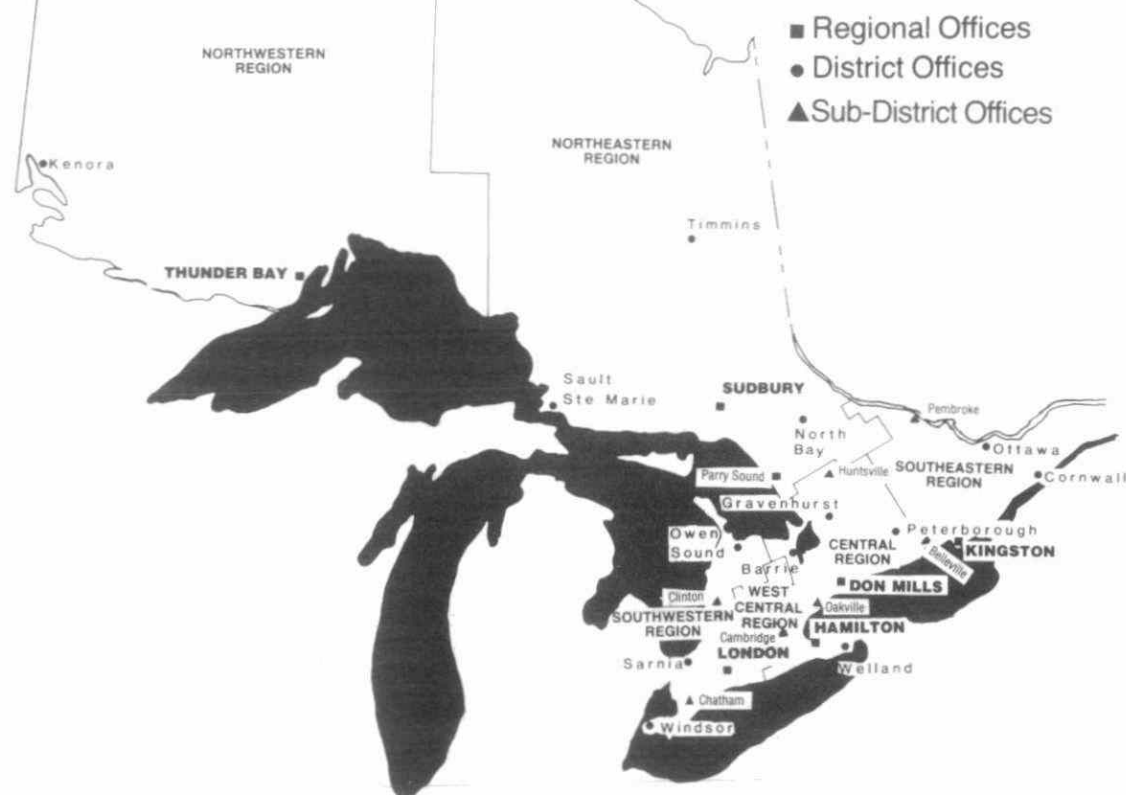 Regional Offices
District Offices
Sub-District Offices
NORTHWESTERN
REGION
NORTHEASTERN
REGION
Kenora
Timmins
THUNDER BAY
Sault
Ste Marie
SUDBURY
North
Bay
Pembroke
Ottawa
Parry Sound
Huntsville
SOUTHEASTERN
REGION
Cornwall
Gravenhurst
Owen
Sound
Barrie
Peterborough
CENTRAL
REGION
Belleville
KINGSTON
DON MILLS
Clinton
WEST
CENTRAL
REGION
Oakville
SOUTHWESTERN
REGION
Cambridge
HAMILTON
LONDON
Sarnia
Welland
Chatham
Windsor